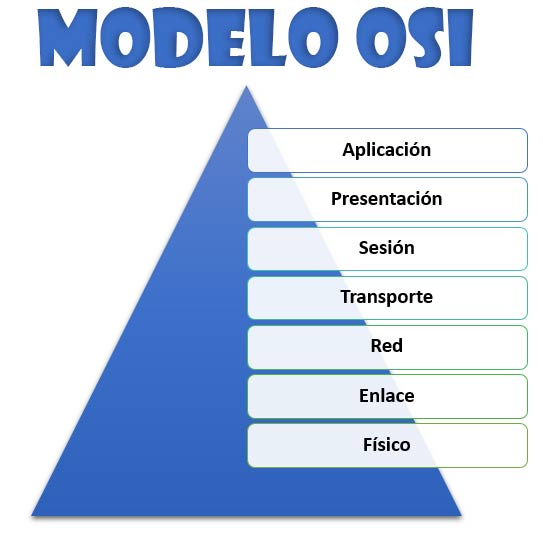 MODELO OSI
Aplicación
Presentación
Sesión
Transporte
Red
Enlace
Físico